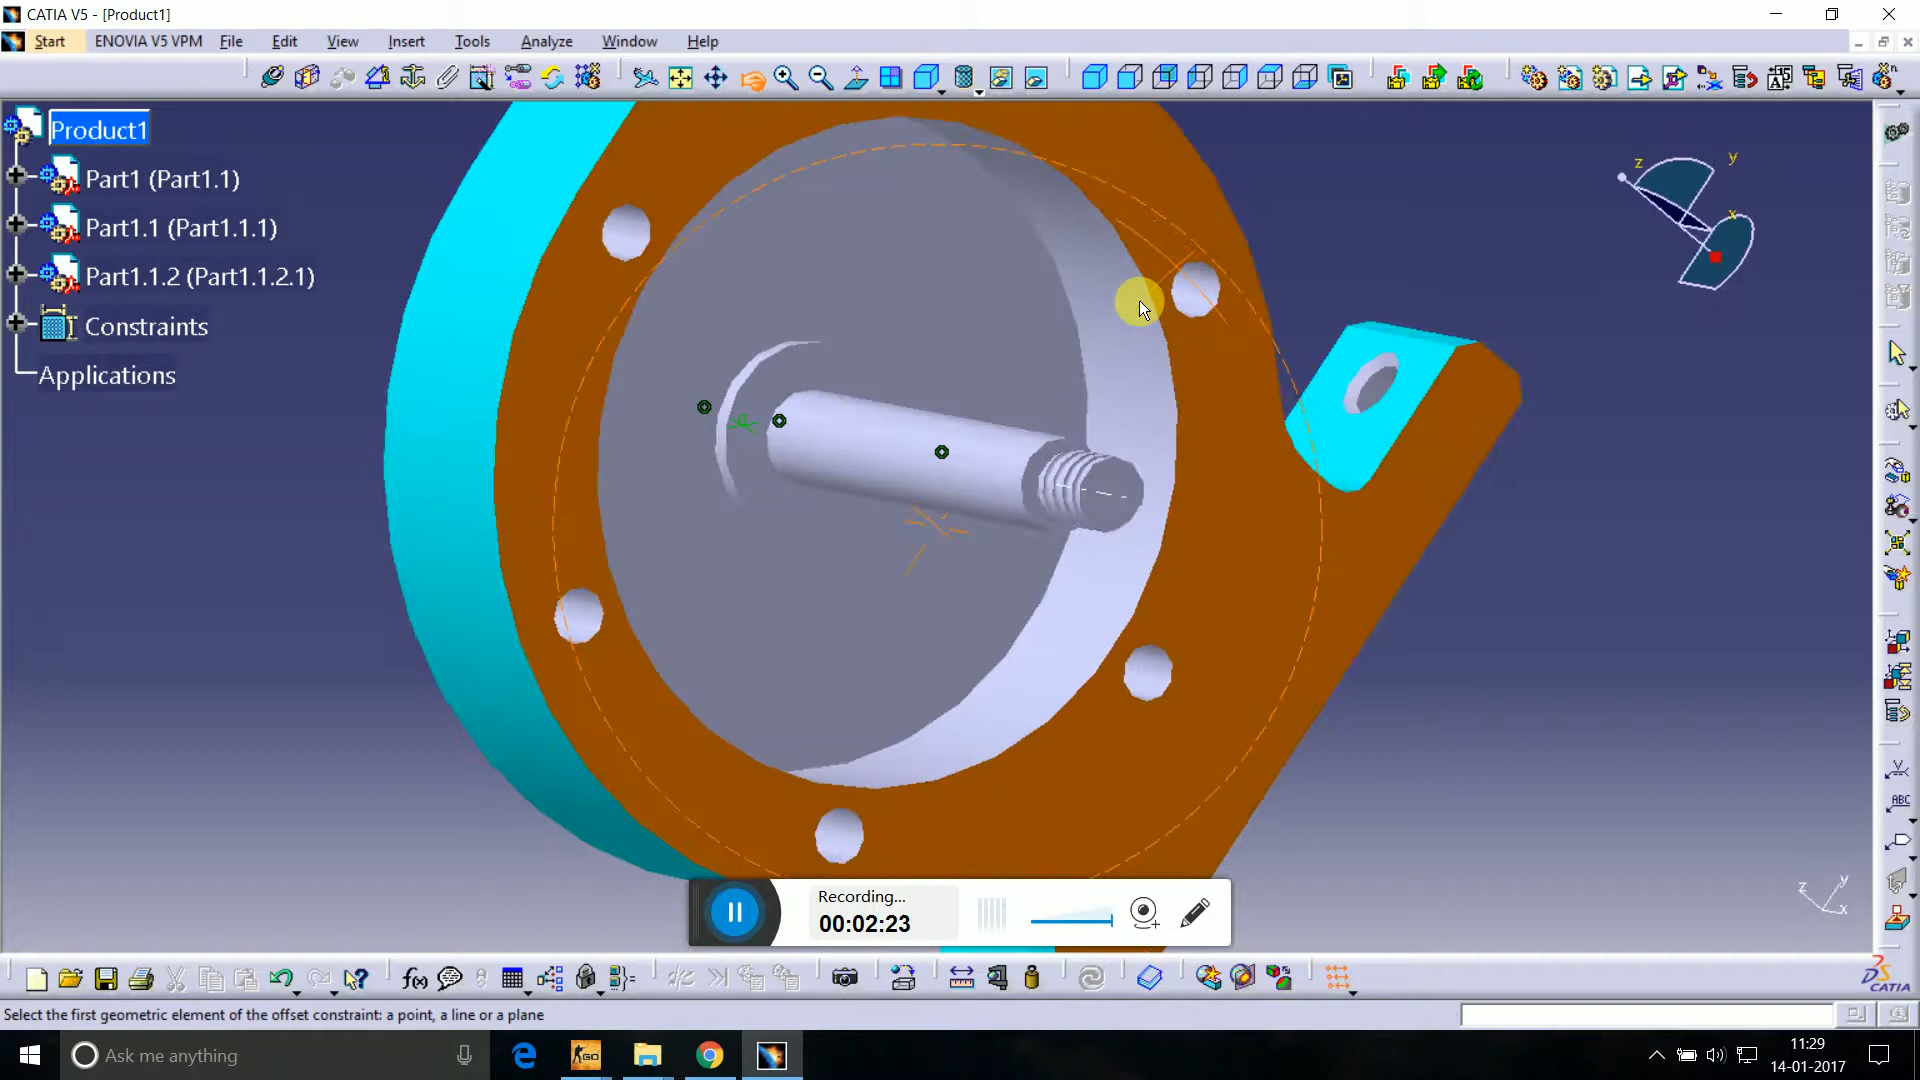 CATIA V5 - [Product1]
Start ENOVIA V5 VPM File Edit View Insert Tools Analyze Window Help
Product1
Part1 (Part1.1)
Part1.1 (Part1.1.1)
Part1.1.2 (Part1.1.2.1)
Constraints
Applications
z y
x
Recording...
00:02:23
y
z
x
ABC
f(x)
CATIA
Select the first geometric element of the offset constraint: a point, a line or a plane
Ask me anything
GO
11:29
14-01-2017